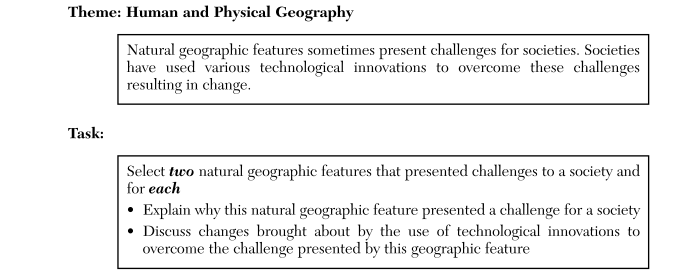 Theme: Human and Physical Geography
Natural geographic features sometimes present challenges for societies. Societies
have used various technological innovations to overcome these challenges
resulting in change.
Task:
Select two natural geographic features that presented challenges to a society and
for each
• Explain why this natural geographic feature presented a challenge for a society
• Discuss changes brought about by the use of technological innovations to
overcome the challenge presented by this geographic feature